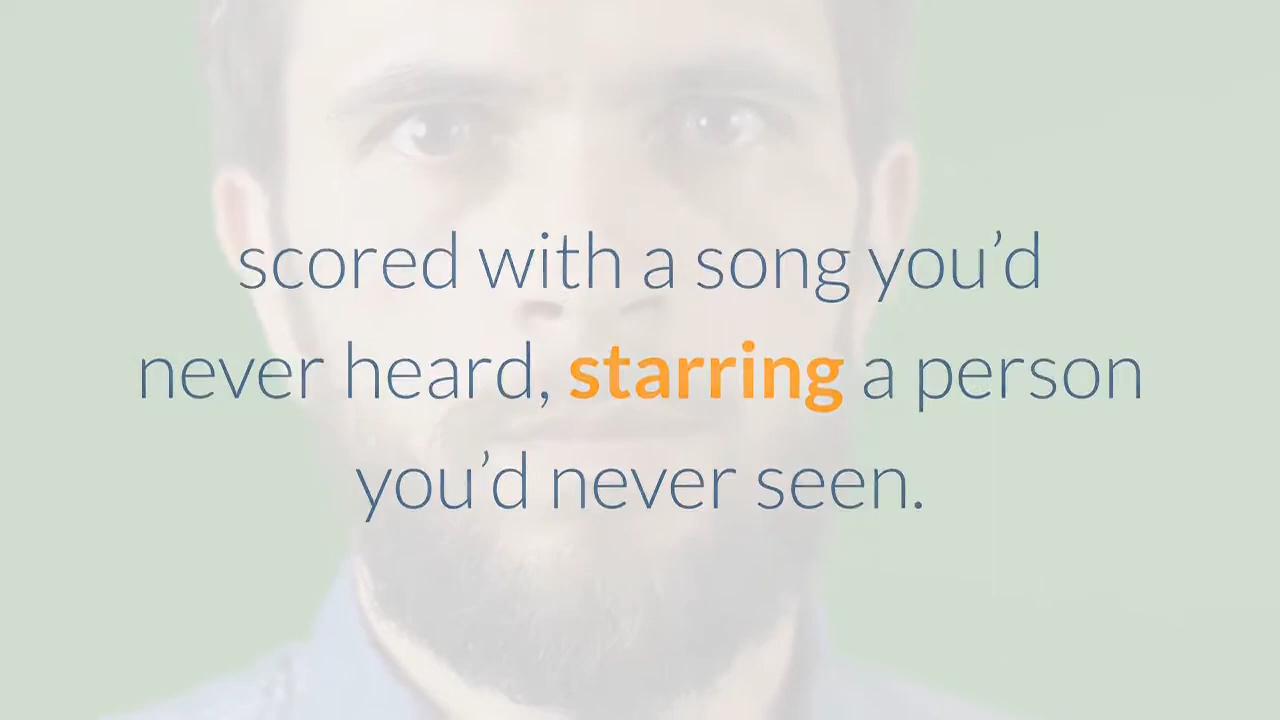 scored with a song you’d
never heard, starring a person
you’d never seen.